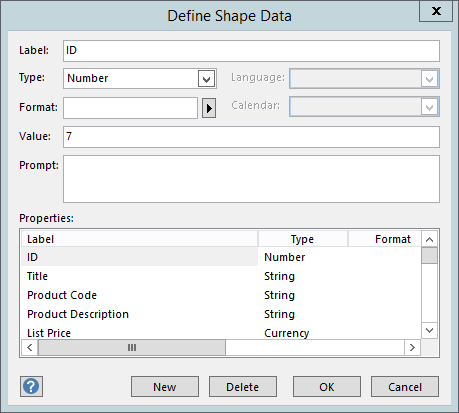 Define Shape Data
X
Label: ID
Type: Number Language:
Format: Calendar:
Value: 7
Prompt:
Properties:
Label Type Format
ID Number
Title String
Product Code String
Product Description String
List Price Currency
? New Delete OK Cancel